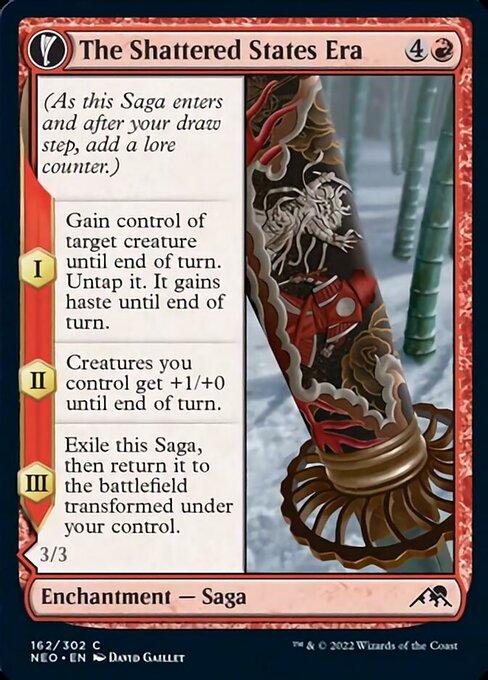 The Shattered States Era 4
(As this Saga enters
and after your draw
step, add a lore
counter.)
I
Gain control of
target creature
until end of turn.
Untap it. It gains
haste until end of
turn.
II
Creatures you
control get +1/+0
until end of turn.
III
Exile this Saga,
then return it to
the battlefield
transformed under
your control.
3/3
Enchantment — Saga
162/302 C
NEO • EN DAVID GAILLET
™ & © 2022 Wizards of the Coast